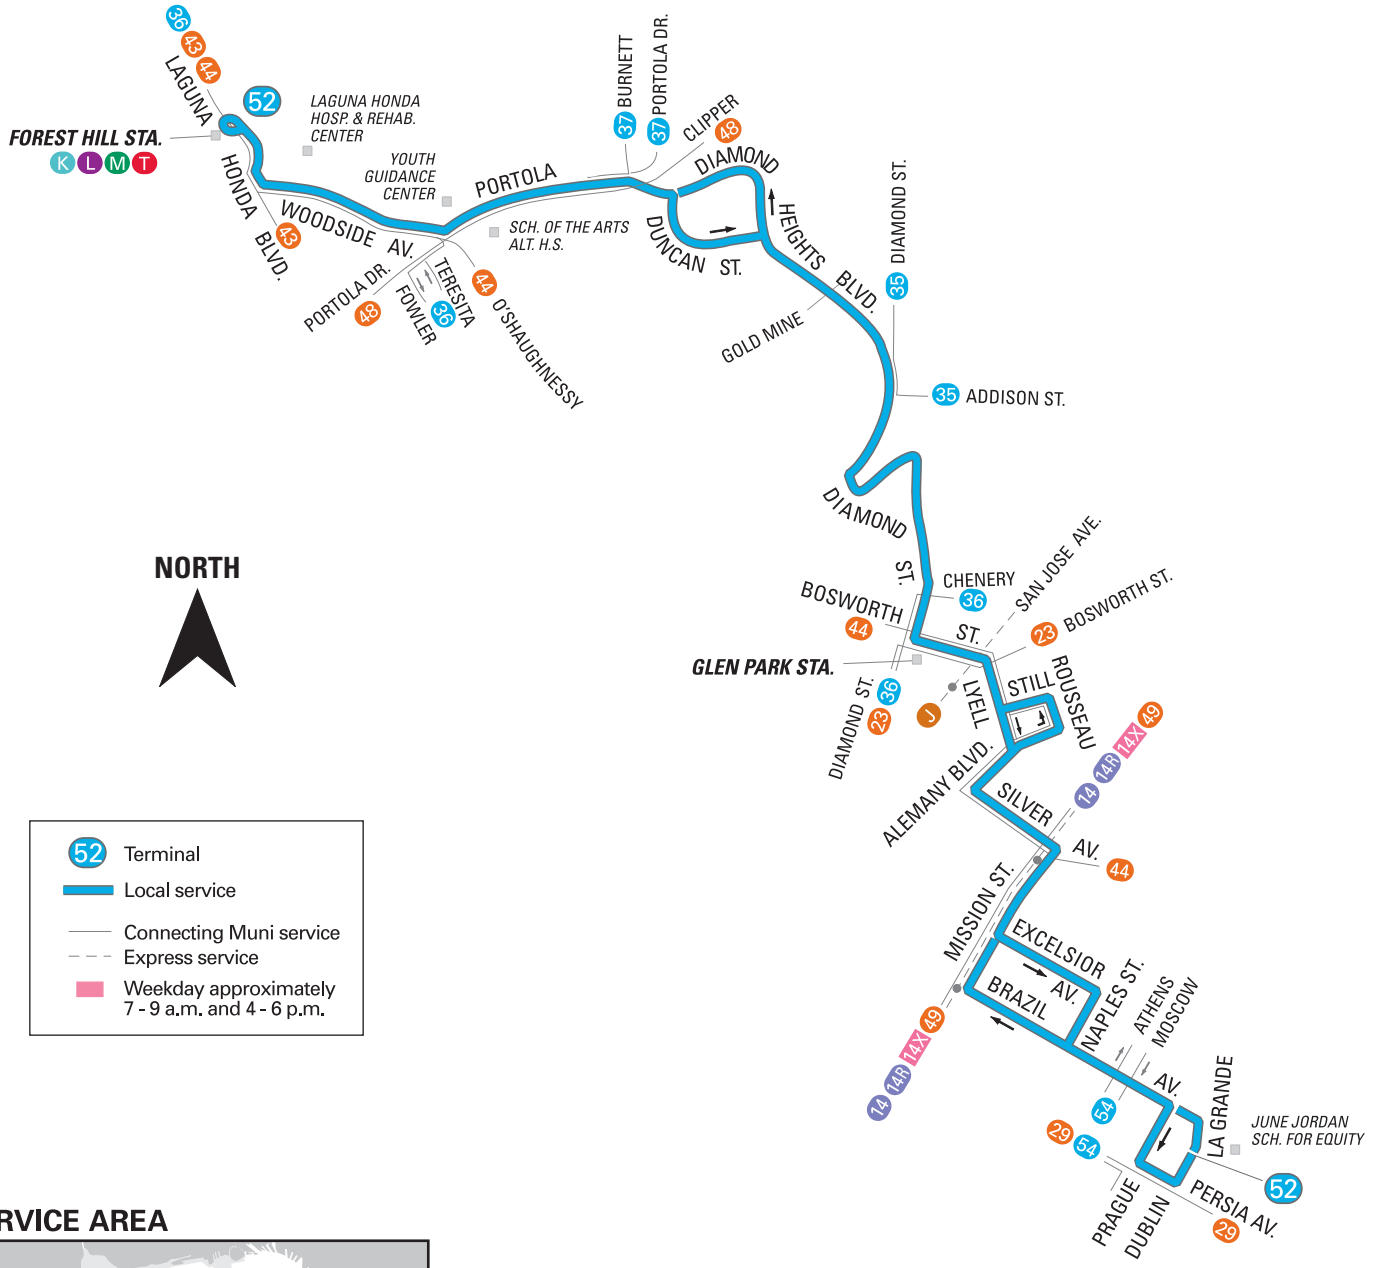 36
43
44
LAGUNA
52
LAGUNA HONDA
HOSP. & REHAB.
CENTER
FOREST HILL STA.
K L M T
HONDA BLVD.
43
WOODSIDE AV.
YOUTH
GUIDANCE
CENTER
PORTOLA
SCH. OF THE ARTS
ALT. H.S.
PORTOLA DR.
48
FOWLER
TERESITA
36
44 O'SHAUGHNESSY
37 BURNETT
37 PORTOLA DR.
CLIPPER
48
DIAMOND
HEIGHTS
BLVD.
DUNCAN ST.
GOLD MINE
35 DIAMOND ST.
35 ADDISON ST.
DIAMOND
ST.
NORTH
CHENERY
36
SAN JOSE AVE.
BOSWORTH
44
ST.
23 BOSWORTH ST.
GLEN PARK STA.
DIAMOND ST.
36
23
J
LYELL
STILL
ROUSSEAU
ALEMANY BLVD.
SILVER
AV.
14 14R 14X 49
44
MISSION ST.
EXCELSIOR
AV.
BRAZIL
AV.
NAPLES ST.
ATHENS
MOSCOW
14 14R 14X 49
54
29 54
LA GRANDE
JUNE JORDAN
SCH. FOR EQUITY
52
PERSIA AV.
29
PRAGUE
DUBLIN
52 Terminal
Local service
Connecting Muni service
Express service
Weekday approximately
7 - 9 a.m. and 4 - 6 p.m.
RVICE AREA